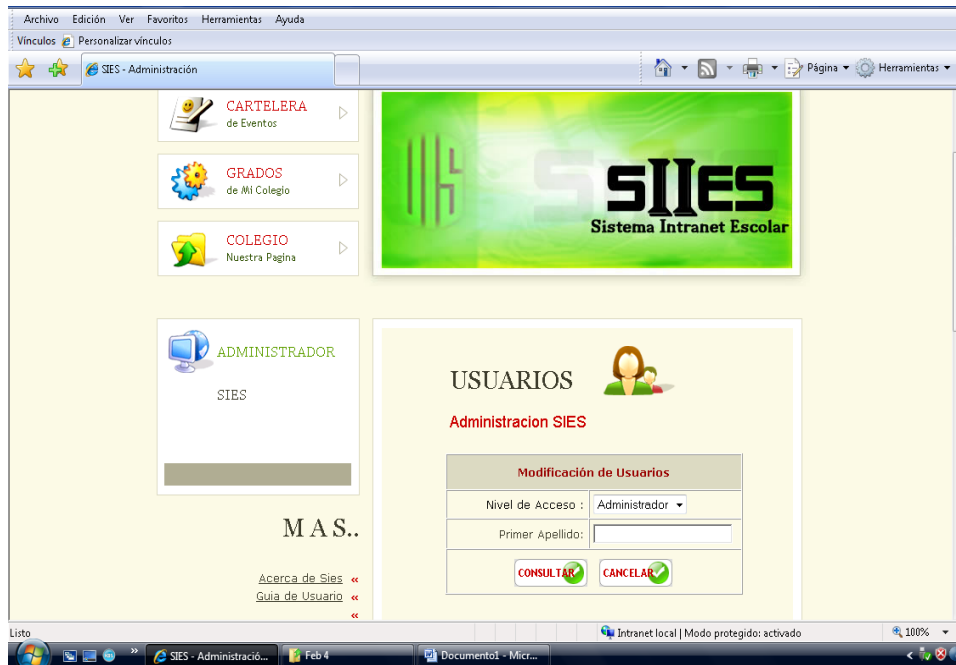 Archivo Edición Ver Favoritos Herramientas Ayuda
Vínculos Personalizar vínculos
SIES - Administración
Página Herramientas
CARTELERA
de Eventos
GRADOS
de Mi Colegio
COLEGIO
Nuestra Pagina
sIIES
Sistema Intranet Escolar
ADMINISTRADOR
SIES
USUARIOS
Administracion SIES
Modificación de Usuarios
Nivel de Acceso : Administrador
Primer Apellido:
CONSULTAR CANCELAR
M A S..
Acerca de Sies «
Guia de Usuario «
«
Listo Intranet local | Modo protegido: activado 100%
SIES - Administració... Feb 4 Documento1 - Micr...